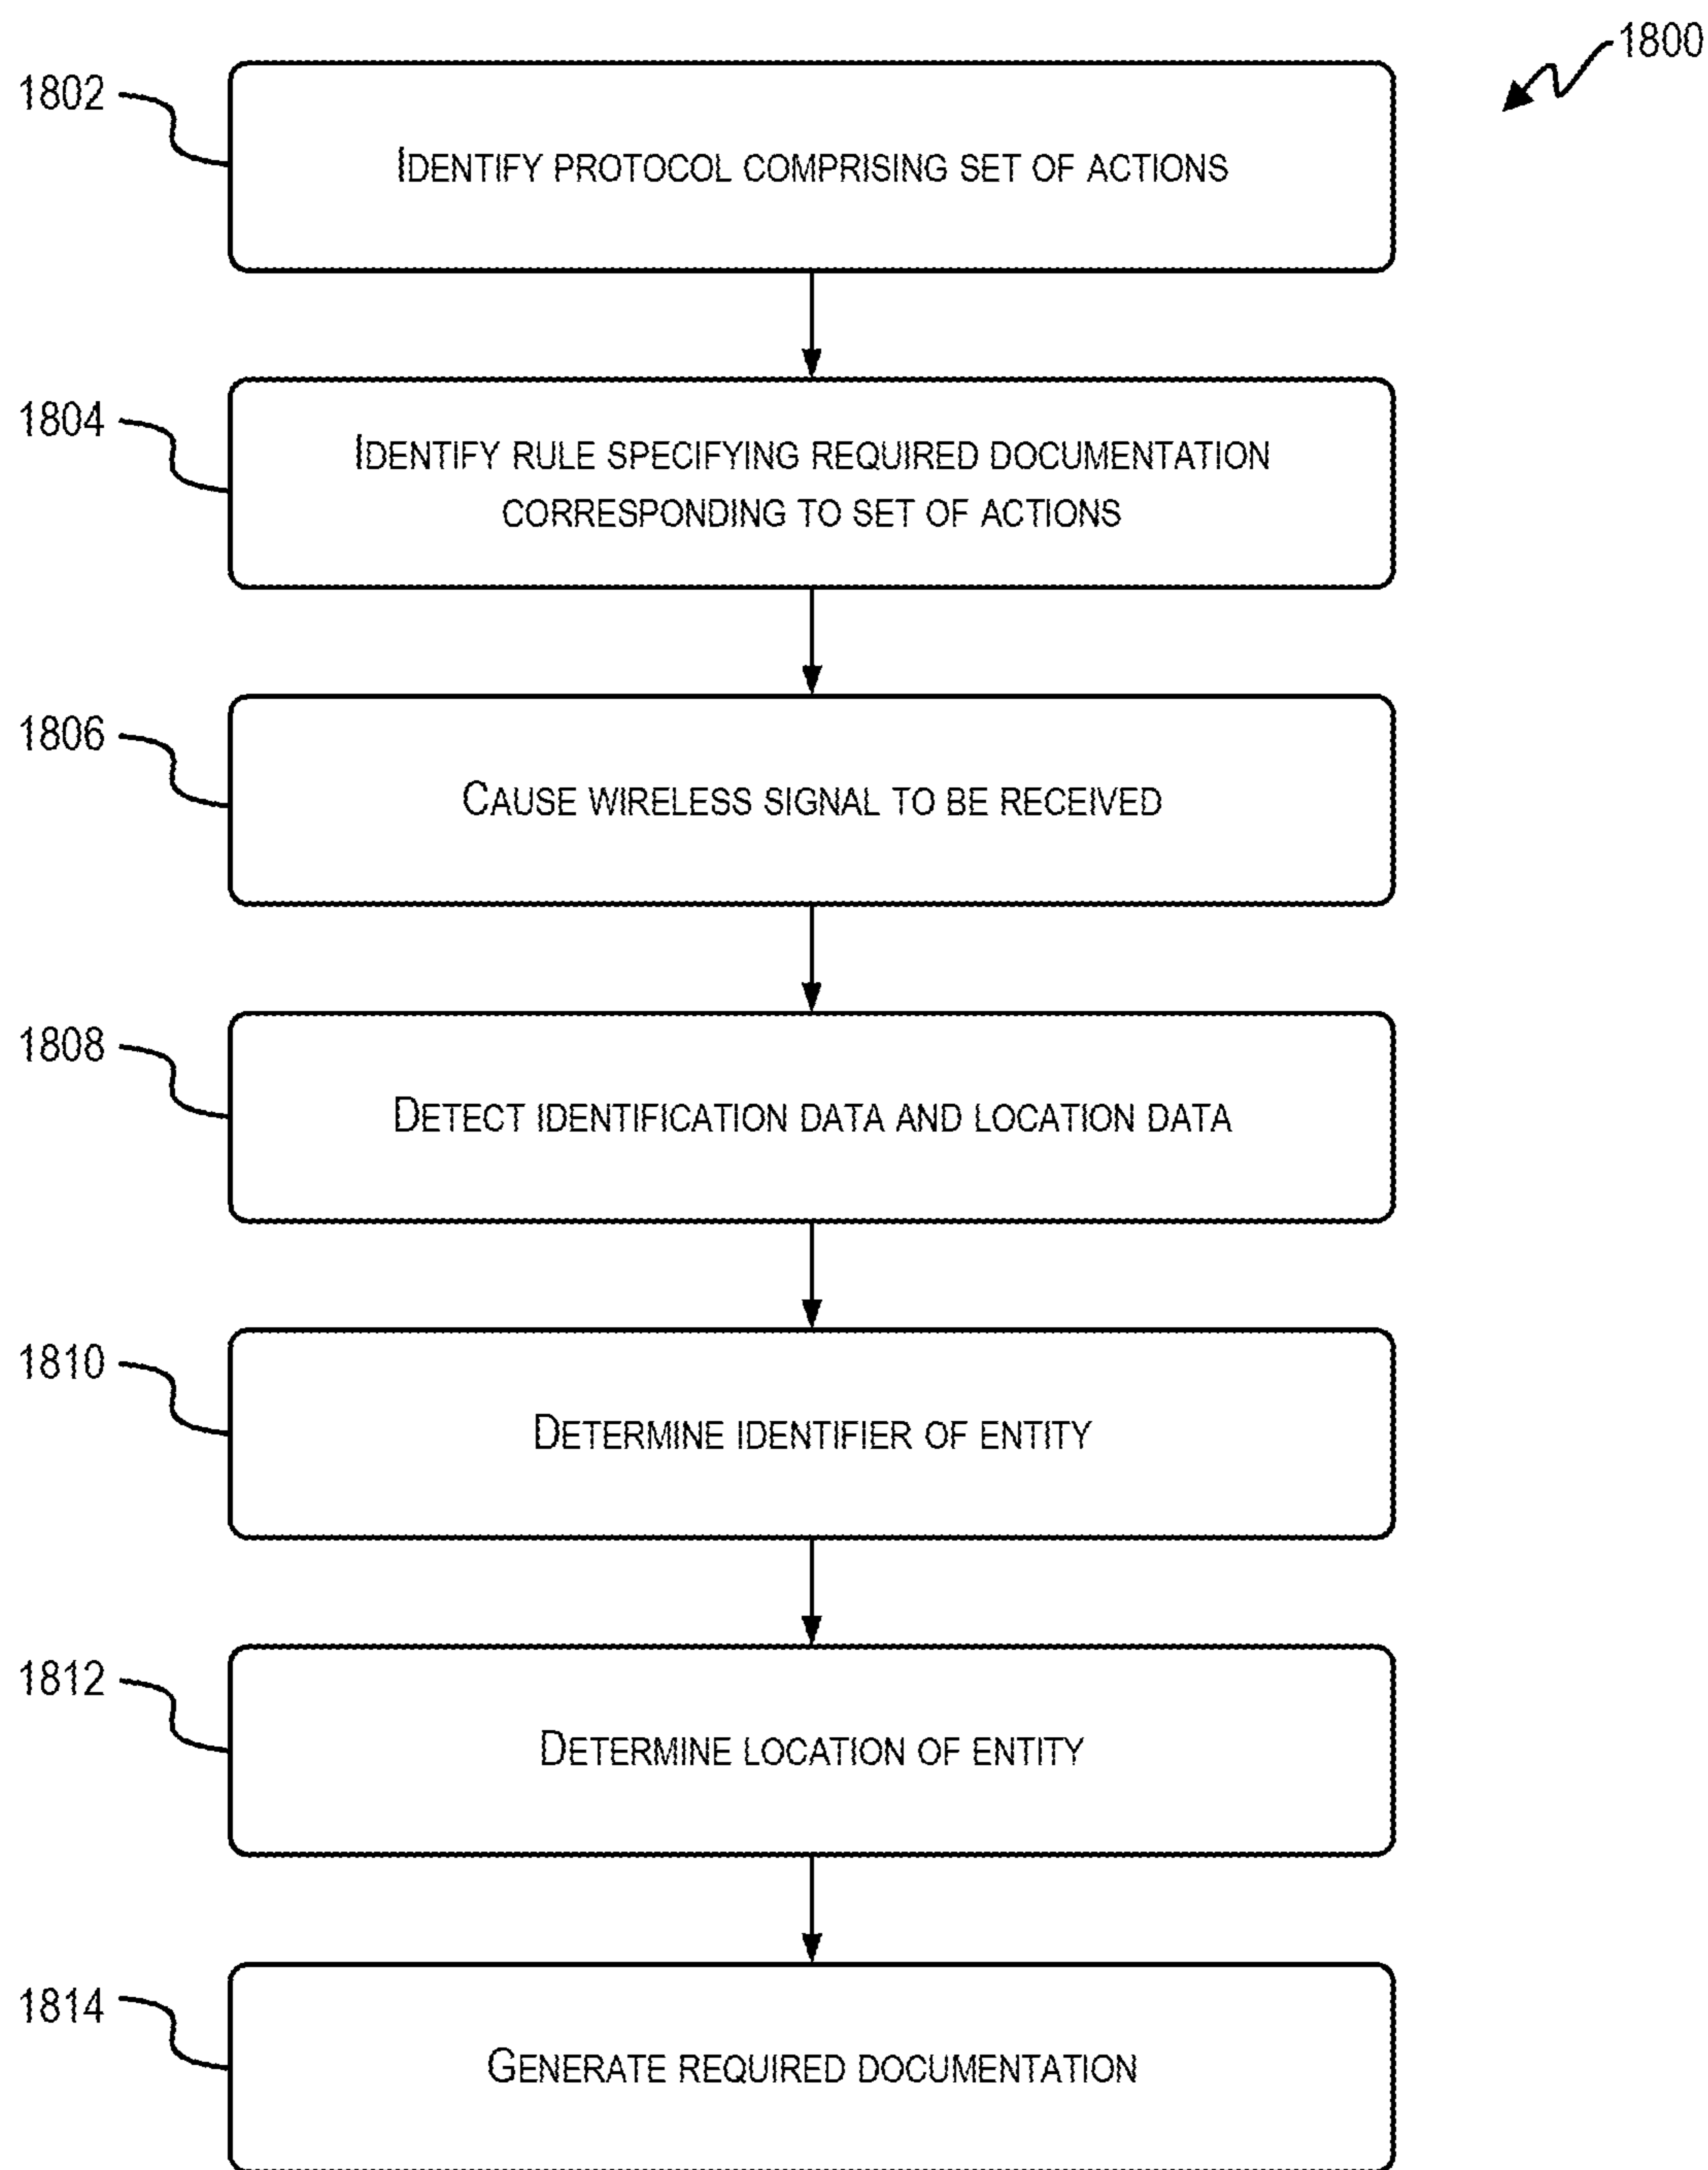 1800
1802
IDENTIFY PROTOCOL COMPRISING SET OF ACTIONS
1804
IDENTIFY RULE SPECIFYING REQUIRED DOCUMENTATION
CORRESPONDING TO SET OF ACTIONS
1806
CAUSE WIRELESS SIGNAL TO BE RECEIVED
1808
DETECT IDENTIFICATION DATA AND LOCATION DATA
1810
DETERMINE IDENTIFIER OF ENTITY
1812
DETERMINE LOCATION OF ENTITY
1814
GENERATE REQUIRED DOCUMENTATION